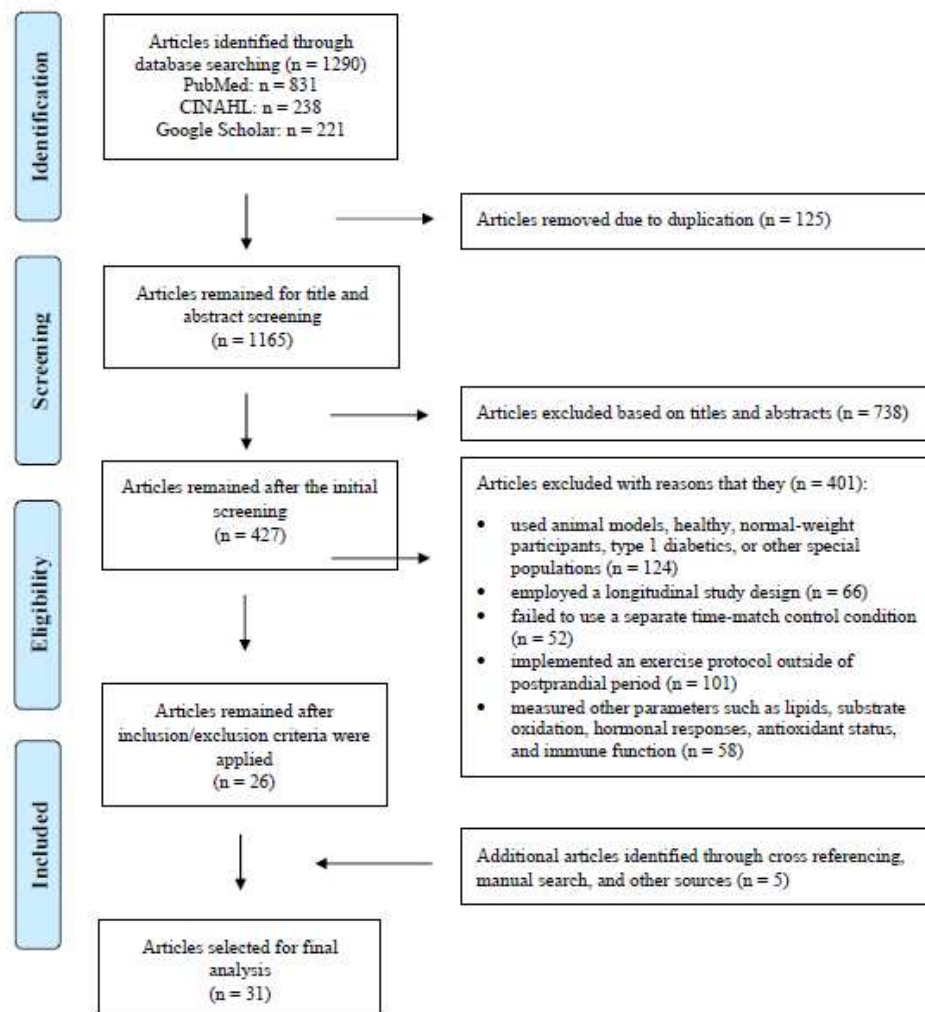 Identification
Articles identified through
database searching (n = 1290)
PubMed: n = 831
CINAHL: n = 238
Google Scholar: n = 221
Articles removed due to duplication (n = 125)
Screening
Articles remained for title and
abstract screening
(n = 1165)
Articles excluded based on titles and abstracts (n = 738)
Eligibility
Articles remained after the initial
screening
(n = 427)
Articles excluded with reasons that they (n = 401):
• used animal models, healthy, normal-weight
participants, type 1 diabetics, or other special
populations (n = 124)
• employed a longitudinal study design (n = 66)
• failed to use a separate time-match control condition
(n = 52)
• implemented an exercise protocol outside of
postprandial period (n = 101)
• measured other parameters such as lipids, substrate
oxidation, hormonal responses, antioxidant status,
and immune function (n = 58)
Articles remained after
inclusion/exclusion criteria were
applied
(n = 26)
Included
Additional articles identified through cross referencing,
manual search, and other sources (n = 5)
Articles selected for final
analysis
(n = 31)